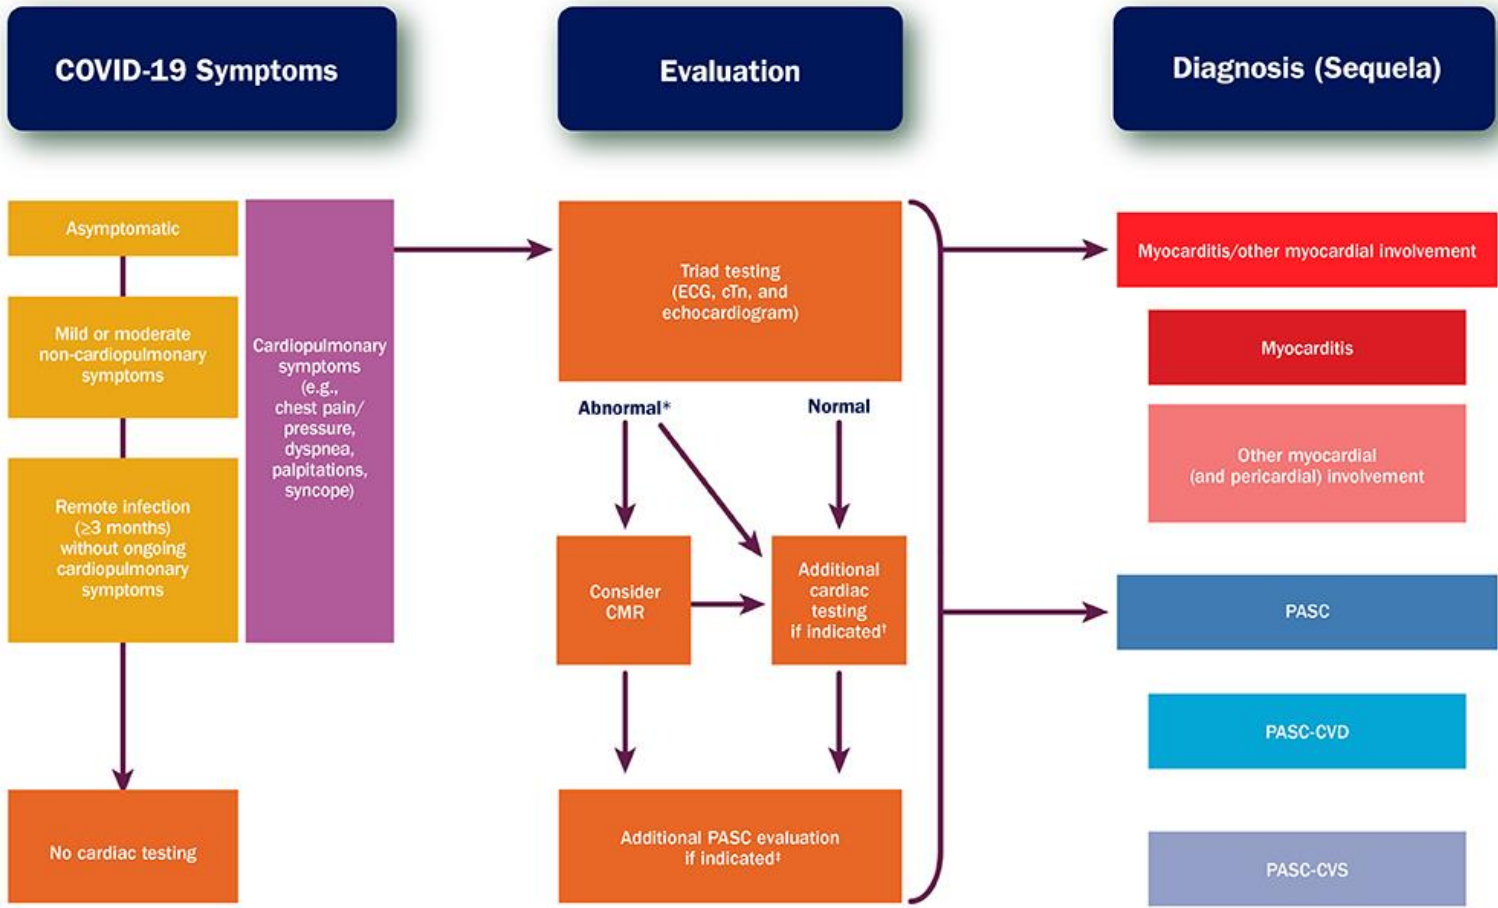 COVID-19 Symptoms
Evaluation
Diagnosis (Sequela)
Asymptomatic
Mild or moderate
non-cardiopulmonary
symptoms
Remote infection
(≥3 months)
without ongoing
cardiopulmonary
symptoms
No cardiac testing
Cardiopulmonary
symptoms
(e.g.,
chest pain/
pressure,
dyspnea,
palpitations,
syncope)
Triad testing
(ECG, cTn, and
echocardiogram)
Abnormal*
Normal
Consider
CMR
Additional
cardiac
testing
if indicated†
Additional PASC evaluation
if indicated‡
Myocarditis/other myocardial involvement
Myocarditis
Other myocardial
(and pericardial) involvement
PASC
PASC-CVD
PASC-CVS